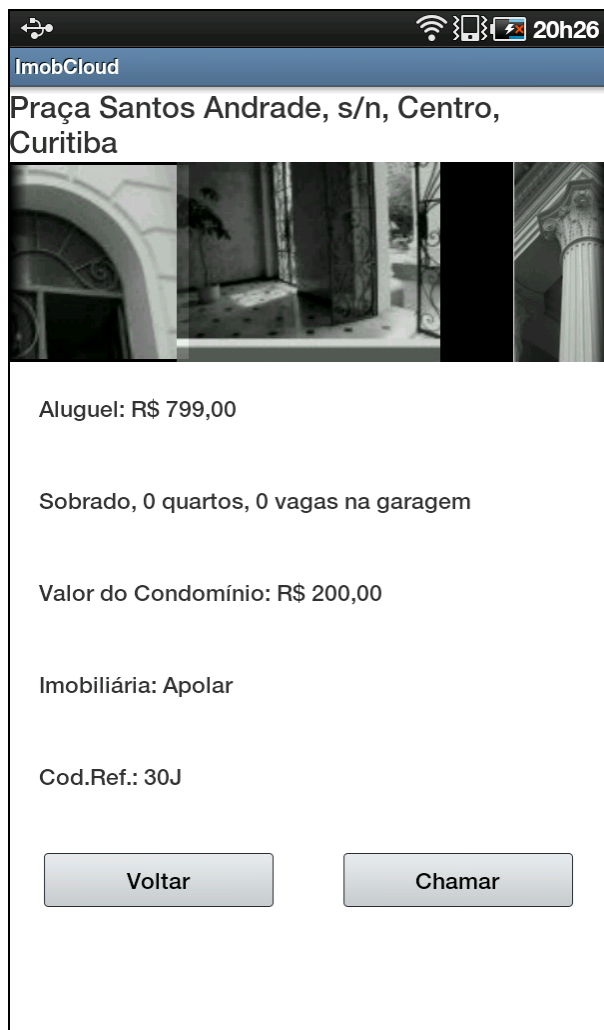 20h26
ImobCloud
Praça Santos Andrade, s/n, Centro,
Curitiba
Aluguel: R$ 799,00
Sobrado, 0 quartos, 0 vagas na garagem
Valor do Condomínio: R$ 200,00
Imobiliária: Apolar
Cod.Ref.: 30J
Voltar
Chamar